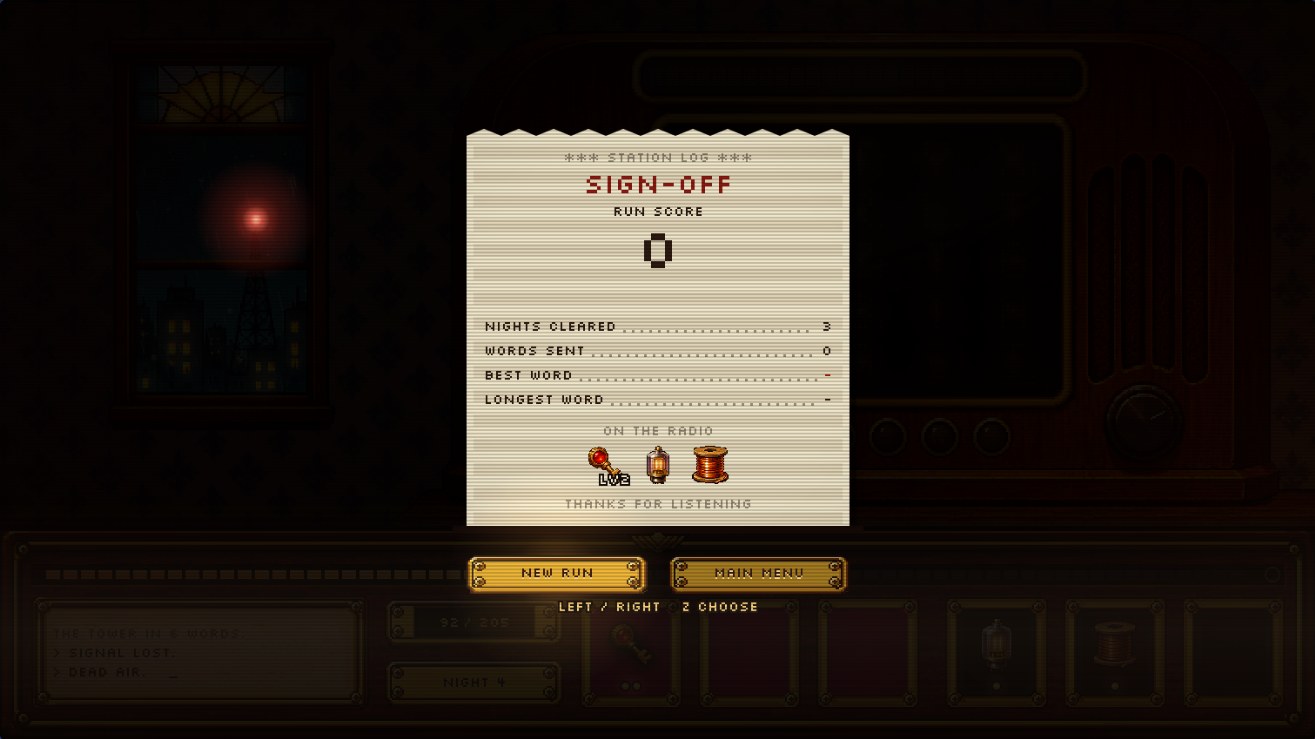 *** STATION LOG ***
SIGN-OFF
RUN SCORE
0
NIGHTS CLEARED 3
WORDS SENT 0
BEST WORD -
LONGEST WORD -
ON THE RADIO
LV2
THANKS FOR LISTENING
NEW RUN MAIN MENU
LEFT / RIGHT Z CHOOSE
92 / 205
THE TOWER IN 6 WORDS
> SIGNAL LOST.
> DEAD AIR. _
NIGHT 4